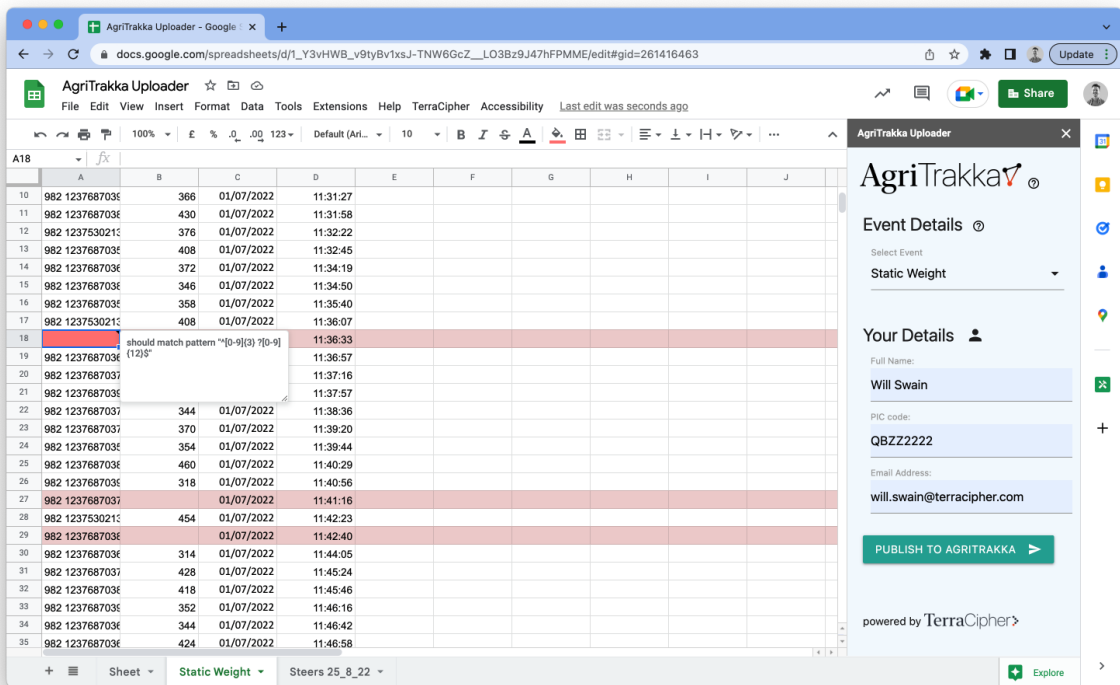 AgriTrakka Uploader - Google S
docs.google.com/spreadsheets/d/1_Y3vHWB_v9tyBv1xsJ-TNW6GcZ__LO3Bz9J47hFPMME/edit#gid=261416463
Update
AgriTrakka Uploader
File Edit View Insert Format Data Tools Extensions Help TerraCipher Accessibility Last edit was seconds ago
Share
100% £ % .0 .00 123 Default (Ari... 10 B I S A
A18 fx
A B C D E F G H I J
10 982 1237687039 366 01/07/2022 11:31:27
11 982 1237687038 430 01/07/2022 11:31:58
12 982 1237530213 376 01/07/2022 11:32:22
13 982 1237687035 408 01/07/2022 11:32:45
14 982 1237687036 372 01/07/2022 11:34:19
15 982 1237687038 346 01/07/2022 11:34:50
16 982 1237687035 358 01/07/2022 11:35:40
17 982 1237530213 408 01/07/2022 11:36:07
18 11:36:33
should match pattern "^[0-9]{3} ?[0-9]
{12}$"
19 982 1237687036 11:36:57
20 982 1237687037 11:37:16
21 982 1237687039 11:37:57
22 982 1237687037 344 01/07/2022 11:38:36
23 982 1237687037 370 01/07/2022 11:39:20
24 982 1237687035 354 01/07/2022 11:39:44
25 982 1237687038 460 01/07/2022 11:40:29
26 982 1237687039 318 01/07/2022 11:40:56
27 982 1237687037 01/07/2022 11:41:16
28 982 1237530213 454 01/07/2022 11:42:23
29 982 1237687038 01/07/2022 11:42:40
30 982 1237687036 314 01/07/2022 11:44:05
31 982 1237687037 428 01/07/2022 11:45:24
32 982 1237687038 418 01/07/2022 11:45:46
33 982 1237687039 352 01/07/2022 11:46:16
34 982 1237687036 344 01/07/2022 11:46:42
35 982 1237687036 424 01/07/2022 11:46:58
Sheet Static Weight Steers 25_8_22
Explore
AgriTrakka Uploader
AgriTrakka
Event Details
Select Event
Static Weight
Your Details
Full Name:
Will Swain
PIC code:
QBZZ2222
Email Address:
will.swain@terracipher.com
PUBLISH TO AGRITRAKKA
powered by TerraCipher
31